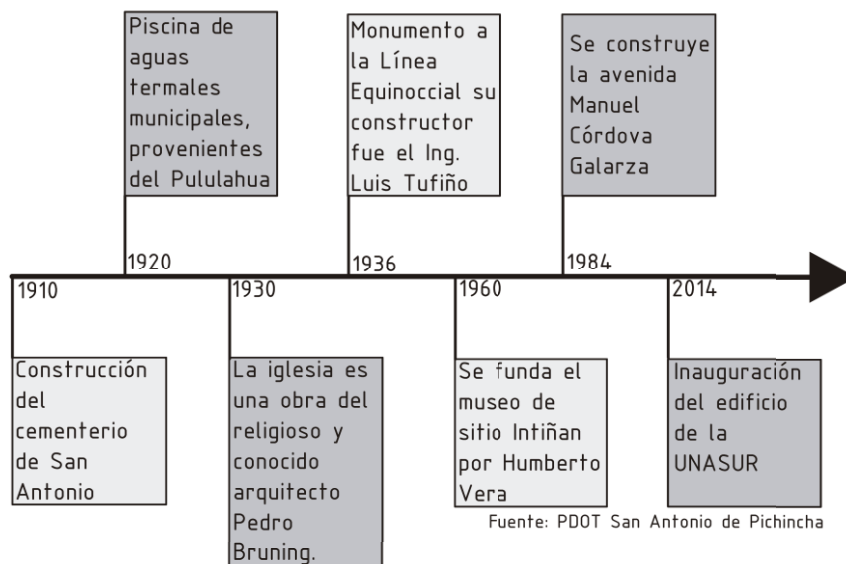 Piscina de
aguas
termales
municipales,
provenientes
del Pululahua
Monumento a
la Línea
Equinoccial su
constructor
fue el Ing.
Luis Tufiño
Se construye
la avenida
Manuel
Córdova
Galarza
1920
1936
1984
1910
1930
1960
2014
Construcción
del
cementerio
de San
Antonio
La iglesia es
una obra del
religioso y
conocido
arquitecto
Pedro
Bruning.
Se funda el
museo de
sitio Intiñan
por Humberto
Vera
Inauguración
del edificio
de la
UNASUR
Fuente: PDOT San Antonio de Pichincha